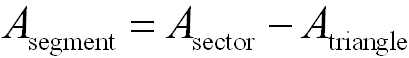 A_segment = A_sector − A_triangle